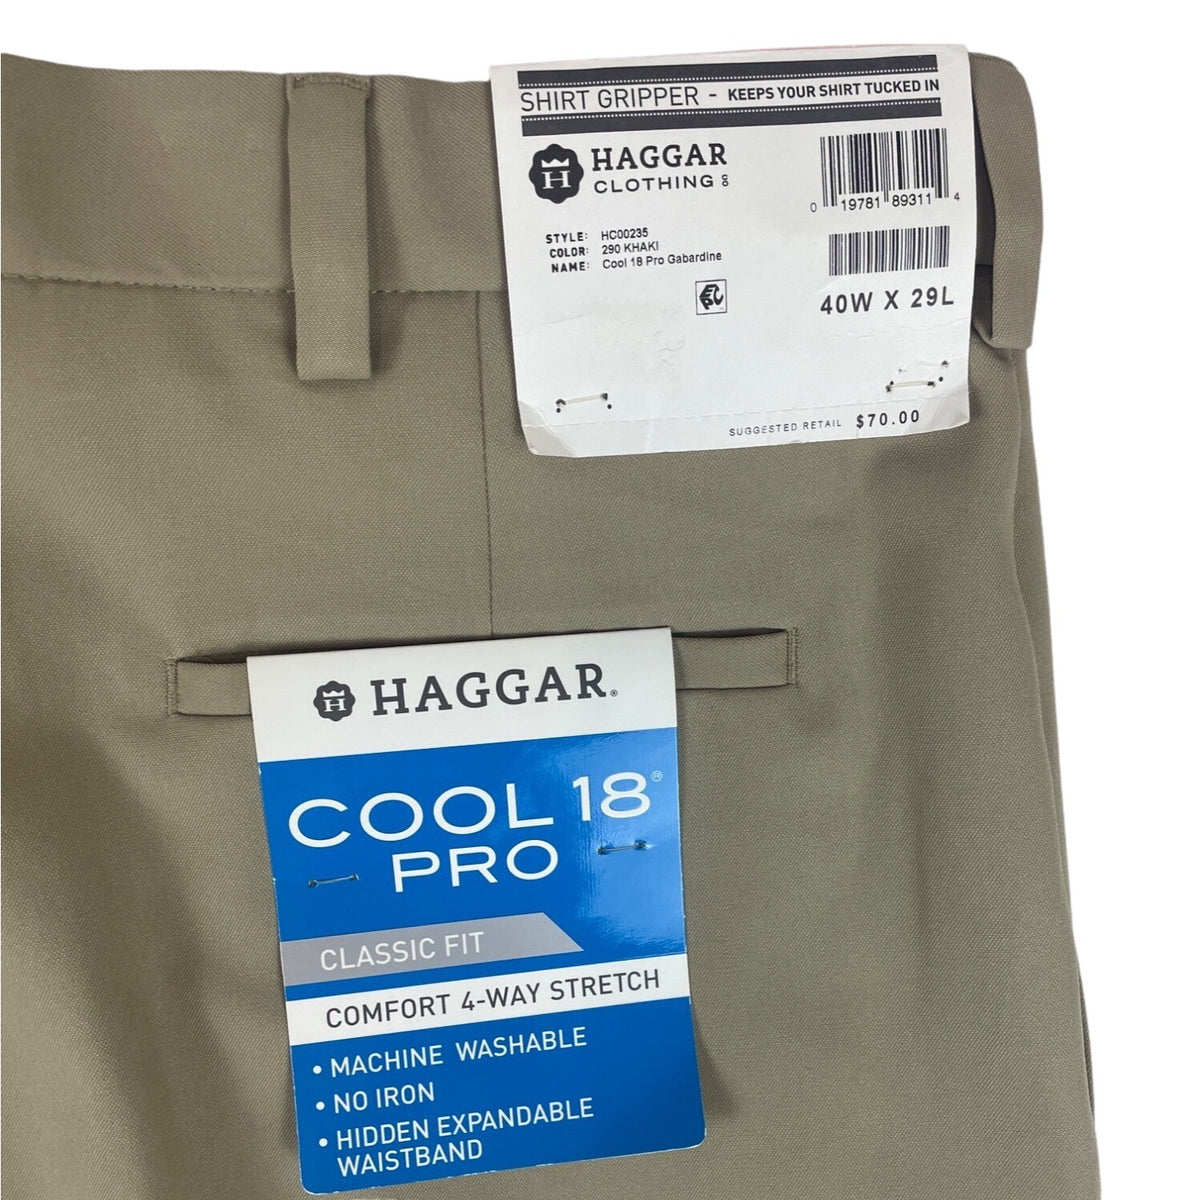 SHIRT GRIPPER - KEEPS YOUR SHIRT TUCKED IN
H
HAGGAR
CLOTHING CO
0 19781 89311 4
STYLE: HC00235
COLOR: 290 KHAKI
NAME: Cool 18 Pro Gabardine
EPC
40W X 29L
SUGGESTED RETAIL $70.00
H
HAGGAR®
COOL 18®
PRO
CLASSIC FIT
COMFORT 4-WAY STRETCH
• MACHINE WASHABLE
• NO IRON
• HIDDEN EXPANDABLE
WAISTBAND